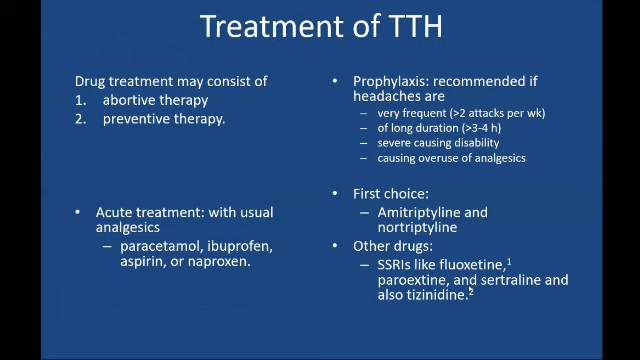 Treatment of TTH
Drug treatment may consist of
1. abortive therapy
2. preventive therapy.
• Acute treatment: with usual
analgesics
– paracetamol, ibuprofen,
aspirin, or naproxen.
• Prophylaxis: recommended if
headaches are
– very frequent (>2 attacks per wk)
– of long duration (>3-4 h)
– severe causing disability
– causing overuse of analgesics
• First choice:
– Amitriptyline and
nortriptyline
• Other drugs:
– SSRIs like fluoxetine,1
paroextine, and sertraline and
also tizinidine.2